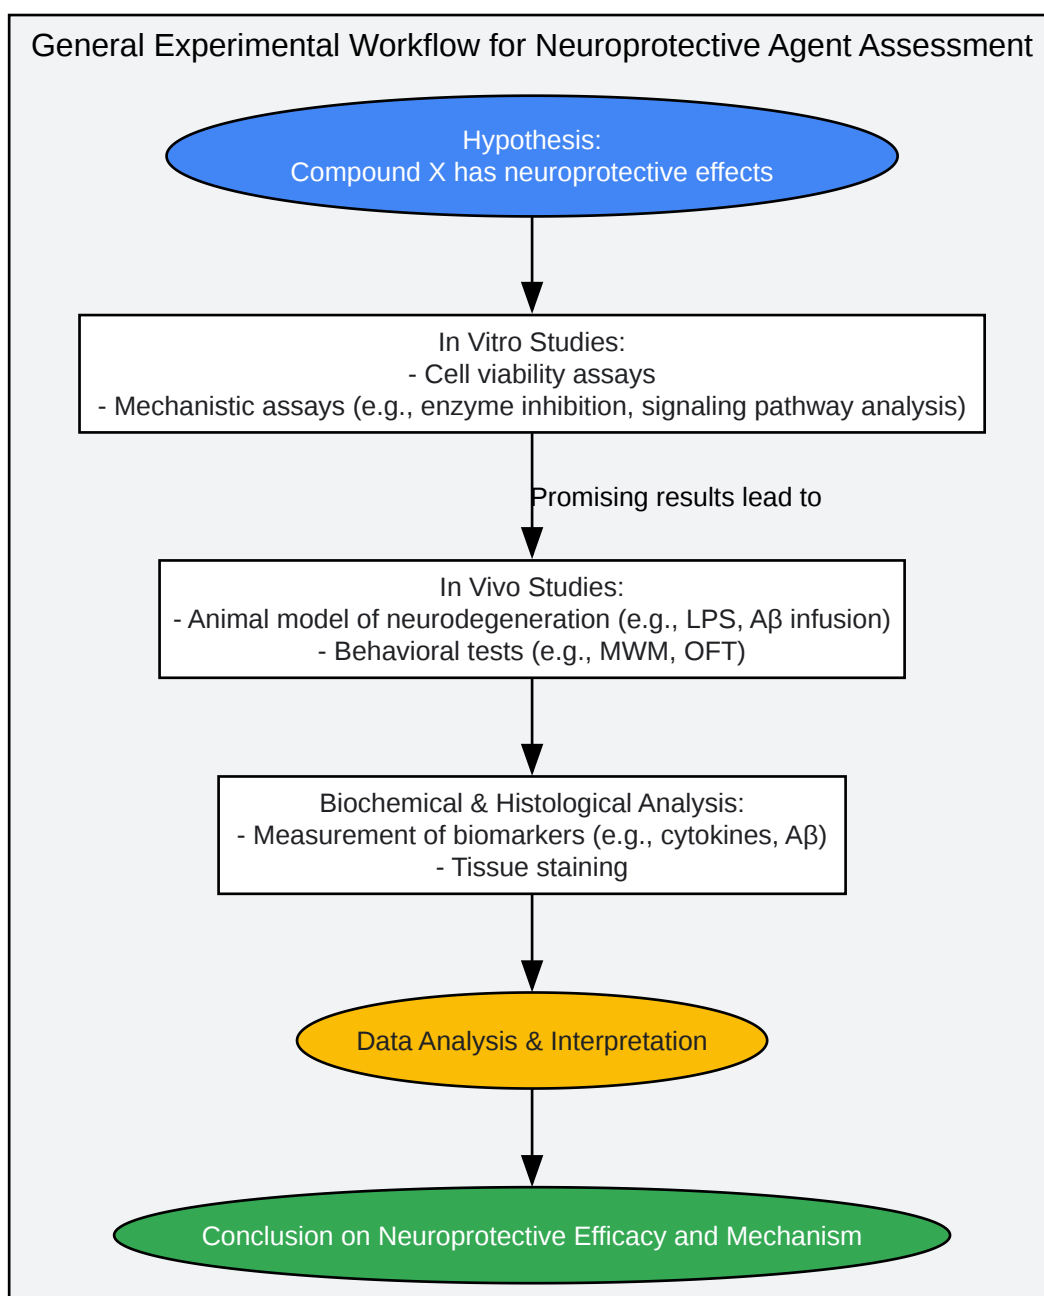 General Experimental Workflow for Neuroprotective Agent Assessment
Hypothesis:
Compound X has neuroprotective effects
In Vitro Studies:
- Cell viability assays
- Mechanistic assays (e.g., enzyme inhibition, signaling pathway analysis)
Promising results lead to
In Vivo Studies:
- Animal model of neurodegeneration (e.g., LPS, Aβ infusion)
- Behavioral tests (e.g., MWM, OFT)
Biochemical & Histological Analysis:
- Measurement of biomarkers (e.g., cytokines, Aβ)
- Tissue staining
Data Analysis & Interpretation
Conclusion on Neuroprotective Efficacy and Mechanism